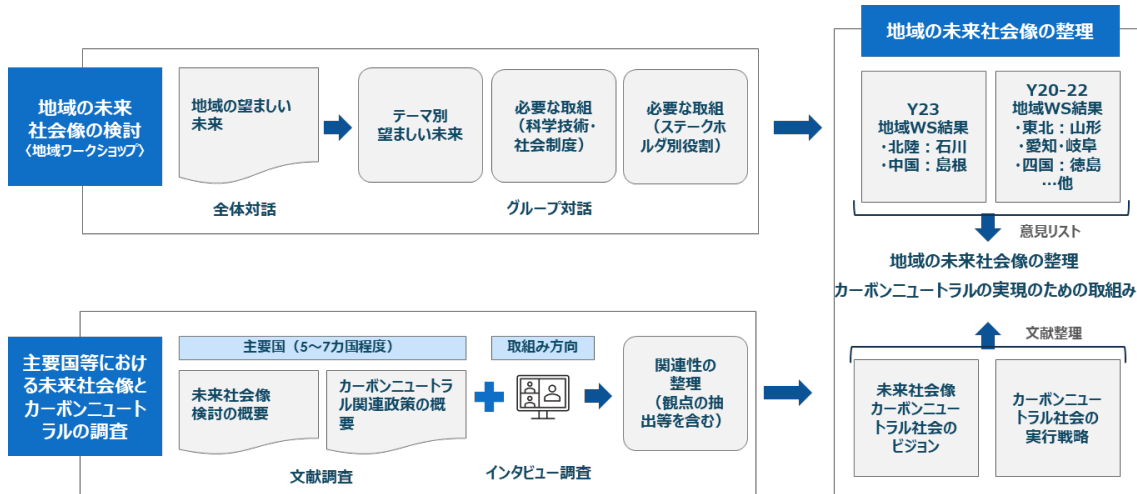 地域の未来
社会像の検討
〈地域ワークショップ〉
地域の望ましい
未来
全体対話
テーマ別
望ましい未来
必要な取組
（科学技術・
社会制度）
必要な取組
（ステークホ
ルダ別役割）
グループ対話
主要国等におけ
る未来社会像と
カーボンニュート
ラルの調査
主要国（5～7カ国程度）
未来社会像
検討の概要
カーボンニュートラ
ル関連政策の概
要
文献調査
取組み方向
インタビュー調査
関連性の
整理
（観点の抽
出等を含む）
地域の未来社会像の整理
Y23
地域WS結果
・北陸：石川
・中国：島根
Y20-22
地域WS結果
・東北：山形
・愛知・岐阜
・四国：徳島
…他
意見リスト
地域の未来社会像の整理
カーボンニュートラルの実現のための取組み
文献整理
未来社会像
カーボンニュー
トラル社会の
ビジョン
カーボンニュー
トラル社会の
実行戦略